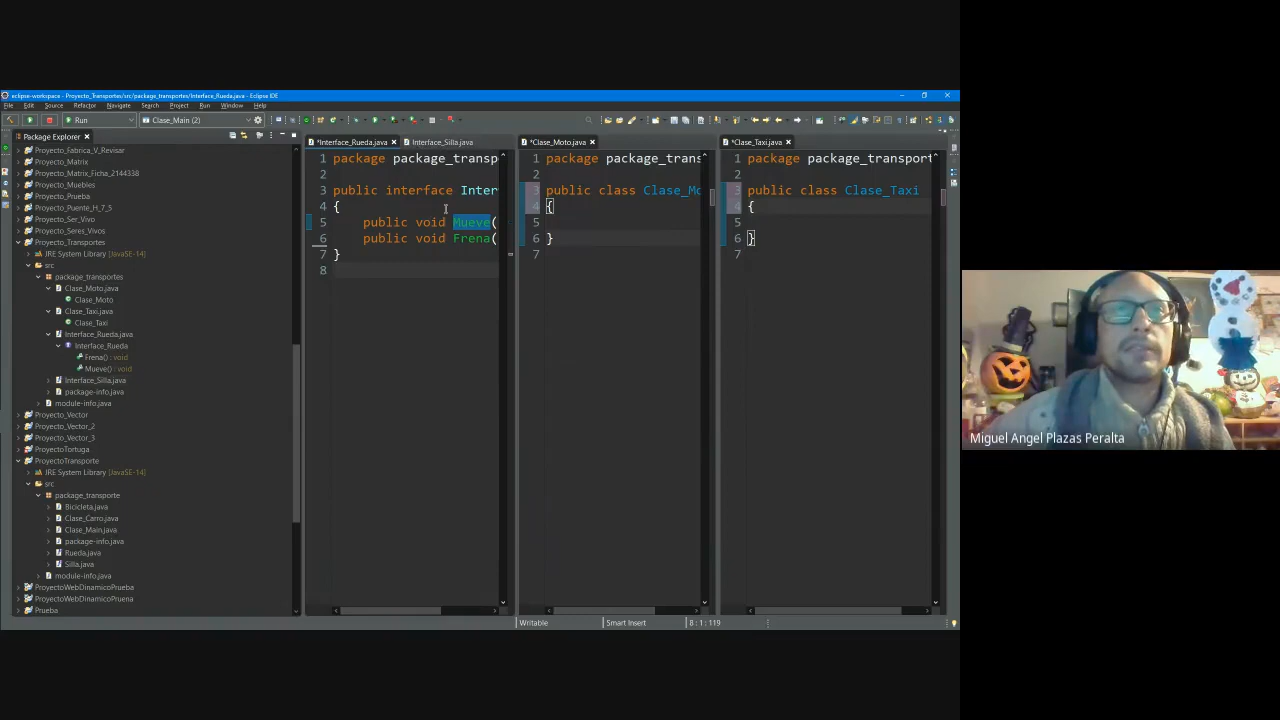 eclipse-workspace - Proyecto_Transportes/src/package_transportes/Interface_Rueda.java - Eclipse IDE
File Edit Source Refactor Navigate Search Project Run Window Help
Run
Clase_Main (2)
Package Explorer
Proyecto_Fabrica_V_Revisar
Proyecto_Matrix
Proyecto_Matrix_Ficha_2144338
Proyecto_Muebles
Proyecto_Prueba
Proyecto_Puente_H_7_5
Proyecto_Ser_Vivo
Proyecto_Seres_Vivos
Proyecto_Transportes
JRE System Library [JavaSE-14]
src
package_transportes
Clase_Moto.java
Clase_Moto
Clase_Taxi.java
Clase_Taxi
Interface_Rueda.java
Interface_Rueda
Frena() : void
Mueve() : void
Interface_Silla.java
package-info.java
module-info.java
Proyecto_Vector
Proyecto_Vector_2
Proyecto_Vector_3
ProyectoTortuga
ProyectoTransporte
JRE System Library [JavaSE-14]
src
package_transporte
Bicicleta.java
Clase_Carro.java
Clase_Main.java
package-info.java
Rueda.java
Silla.java
module-info.java
ProyectoWebDinamicoPrueba
ProyectoWebDinamicoPruena
Prueba
*Interface_Rueda.java
Interface_Silla.java
1 package package_transp
2
3 public interface Inter
4 {
5 public void Mueve(
6 public void Frena(
7 }
8
*Clase_Moto.java
1 package package_trans
2
3 public class Clase_Mo
4 {
5
6 }
7
*Clase_Taxi.java
1 package package_transport
2
3 public class Clase_Taxi
4 {
5
6 }
7
Writable
Smart Insert
8 : 1 : 119
Miguel Angel Plazas Peralta